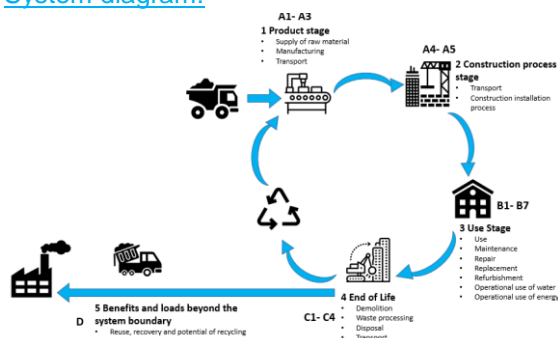 System diagram:
A1- A3
1 Product stage
• Supply of raw material
• Manufacturing
• Transport
A4- A5
2 Construction process
stage
• Transport
• Construction installation
process
B1- B7
3 Use Stage
• Use
• Maintenance
• Repair
• Replacement
• Refurbishment
• Operational use of water
• Operational use of energy
4 End of Life
C1- C4
• Demolition
• Waste processing
• Disposal
• Transport
5 Benefits and loads beyond the
D system boundary
• Reuse, recovery and potential of recycling